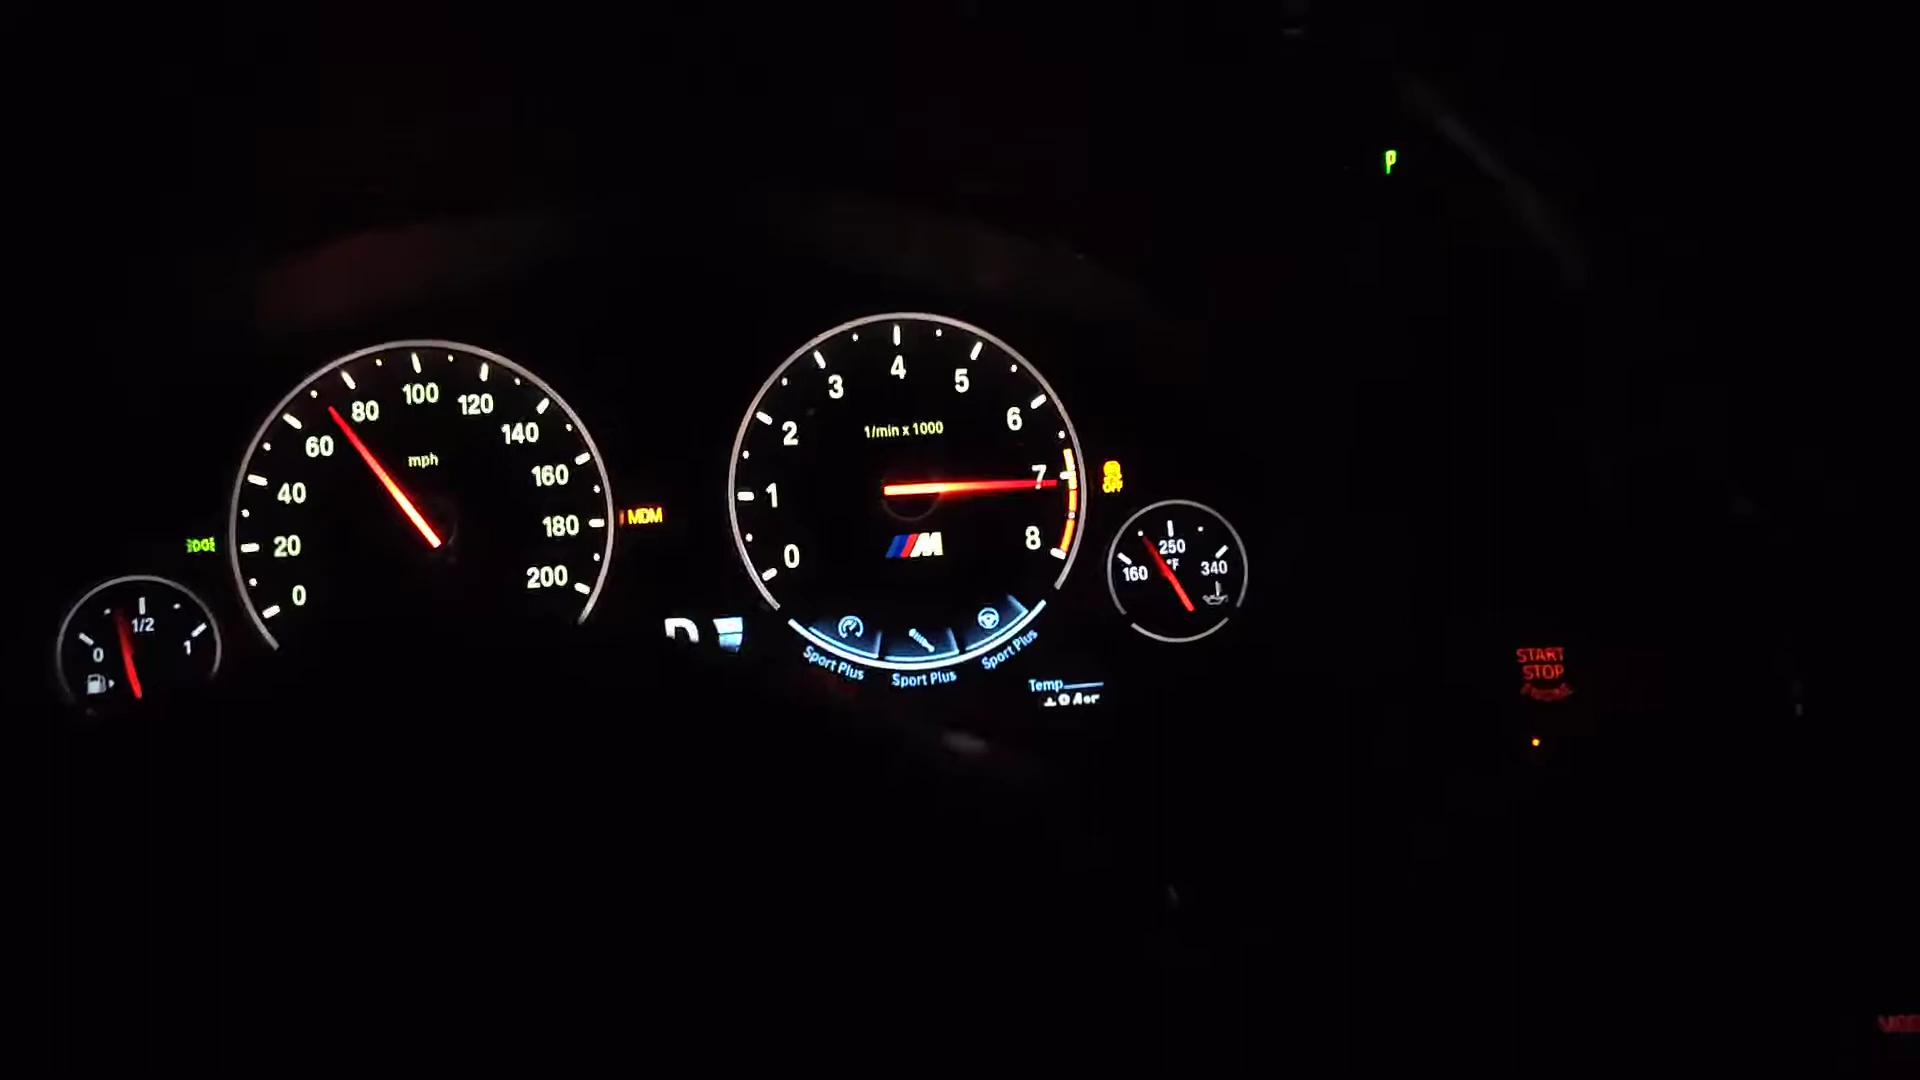 P
0
20
40
60
80
100
120
140
160
180
200
mph
MDM
0
1
2
3
4
5
6
7
8
1/min x 1000
M
OFF
0
1/2
1
160
250
340
°F
D
Sport Plus
Sport Plus
Sport Plus
Temp
START
STOP